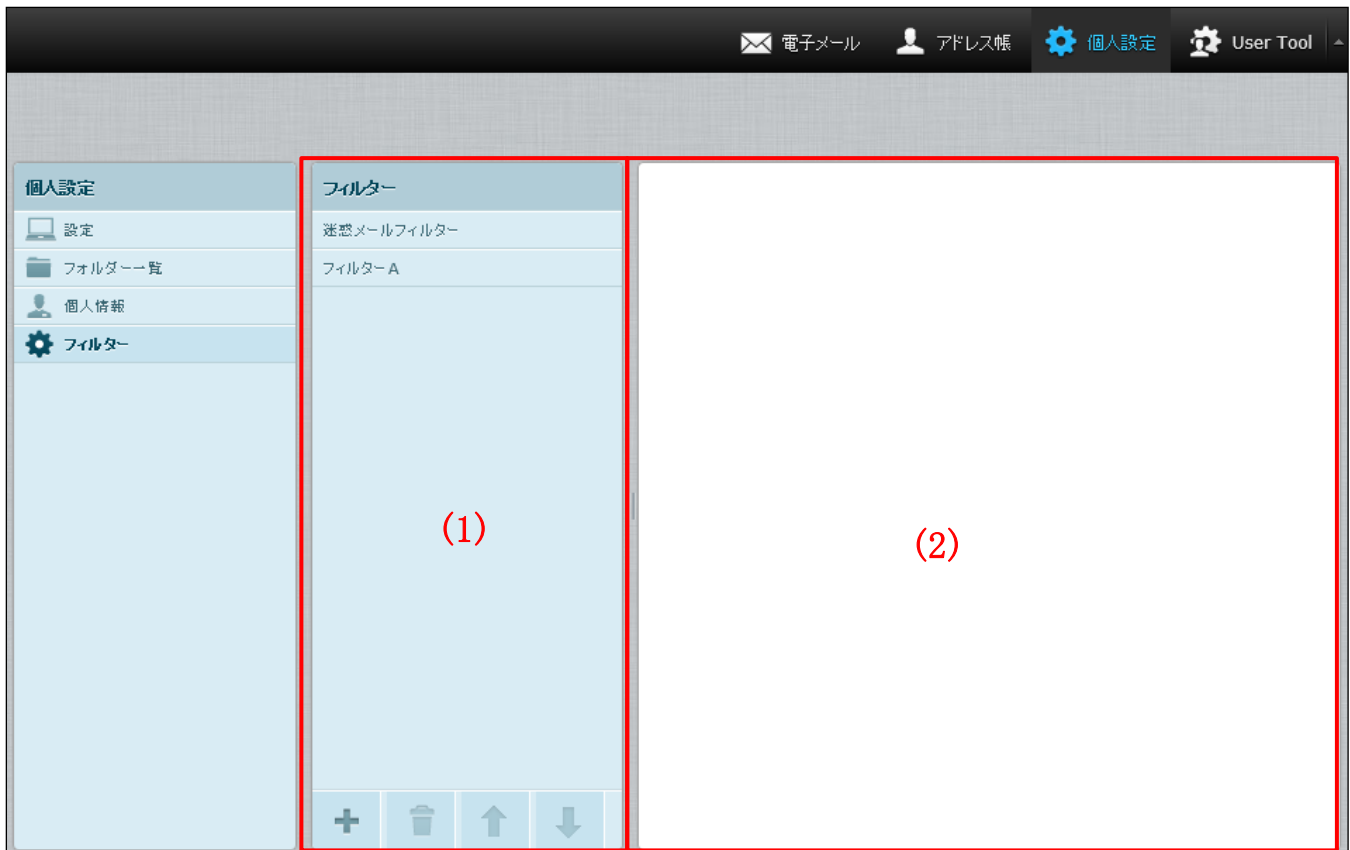 電子メール アドレス帳 個人設定 User Tool
個人設定
設定
フォルダー一覧
個人情報
フィルター
フィルター
迷惑メールフィルター
フィルターA
(1)
(2)